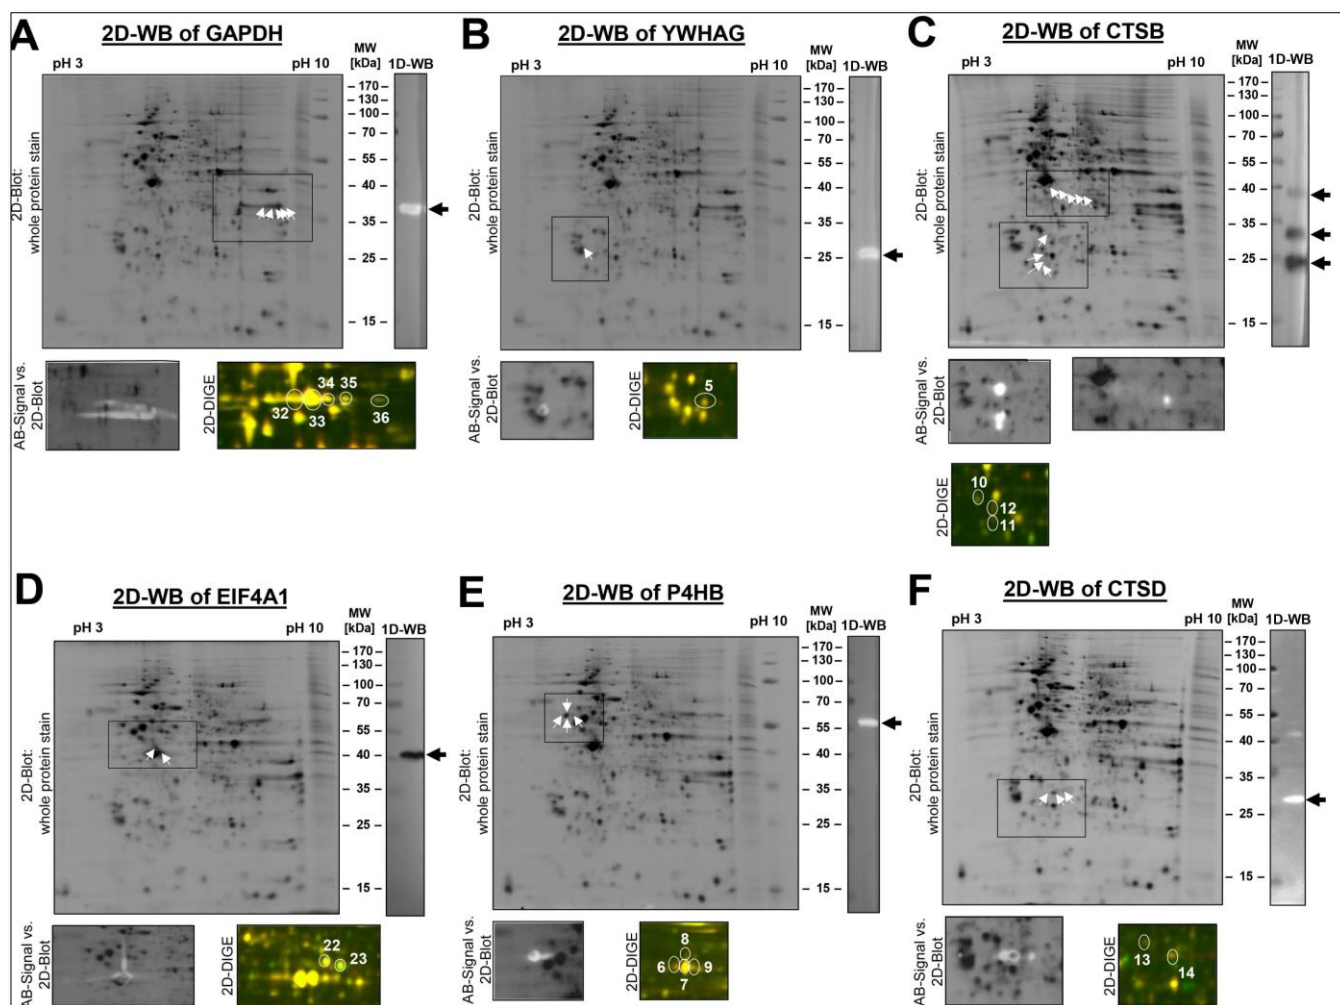 A
2D-WB of GAPDH
pH 3
pH 10
MW
[kDa]
1D-WB
2D-Blot:
whole protein stain
– 170 –
– 130 –
– 100 –
– 70 –
– 55 –
– 40 –
– 35 –
– 25 –
– 15 –
AB-Signal vs.
2D-Blot
2D-DIGE
32
33
34
35
36
B
2D-WB of YWHAG
pH 3
pH 10
MW
[kDa]
1D-WB
2D-Blot:
whole protein stain
– 170 –
– 130 –
– 100 –
– 70 –
– 55 –
– 40 –
– 35 –
– 25 –
– 15 –
AB-Signal vs.
2D-Blot
2D-DIGE
5
C
2D-WB of CTSB
pH 3
pH 10
MW
[kDa]
1D-WB
2D-Blot:
whole protein stain
– 170 –
– 130 –
– 100 –
– 70 –
– 55 –
– 40 –
– 35 –
– 25 –
– 15 –
AB-Signal vs.
2D-Blot
2D-DIGE
10
12
11
D
2D-WB of EIF4A1
pH 3
pH 10
MW
[kDa]
1D-WB
2D-Blot:
whole protein stain
– 170 –
– 130 –
– 100 –
– 70 –
– 55 –
– 40 –
– 35 –
– 25 –
– 15 –
AB-Signal vs.
2D-Blot
2D-DIGE
22
23
E
2D-WB of P4HB
pH 3
pH 10
MW
[kDa]
1D-WB
2D-Blot:
whole protein stain
– 170 –
– 130 –
– 100 –
– 70 –
– 55 –
– 40 –
– 35 –
– 25 –
– 15 –
AB-Signal vs.
2D-Blot
2D-DIGE
8
6
9
7
F
2D-WB of CTSD
pH 3
pH 10
MW
[kDa]
1D-WB
2D-Blot:
whole protein stain
– 170 –
– 130 –
– 100 –
– 70 –
– 55 –
– 40 –
– 35 –
– 25 –
– 15 –
AB-Signal vs.
2D-Blot
2D-DIGE
13
14